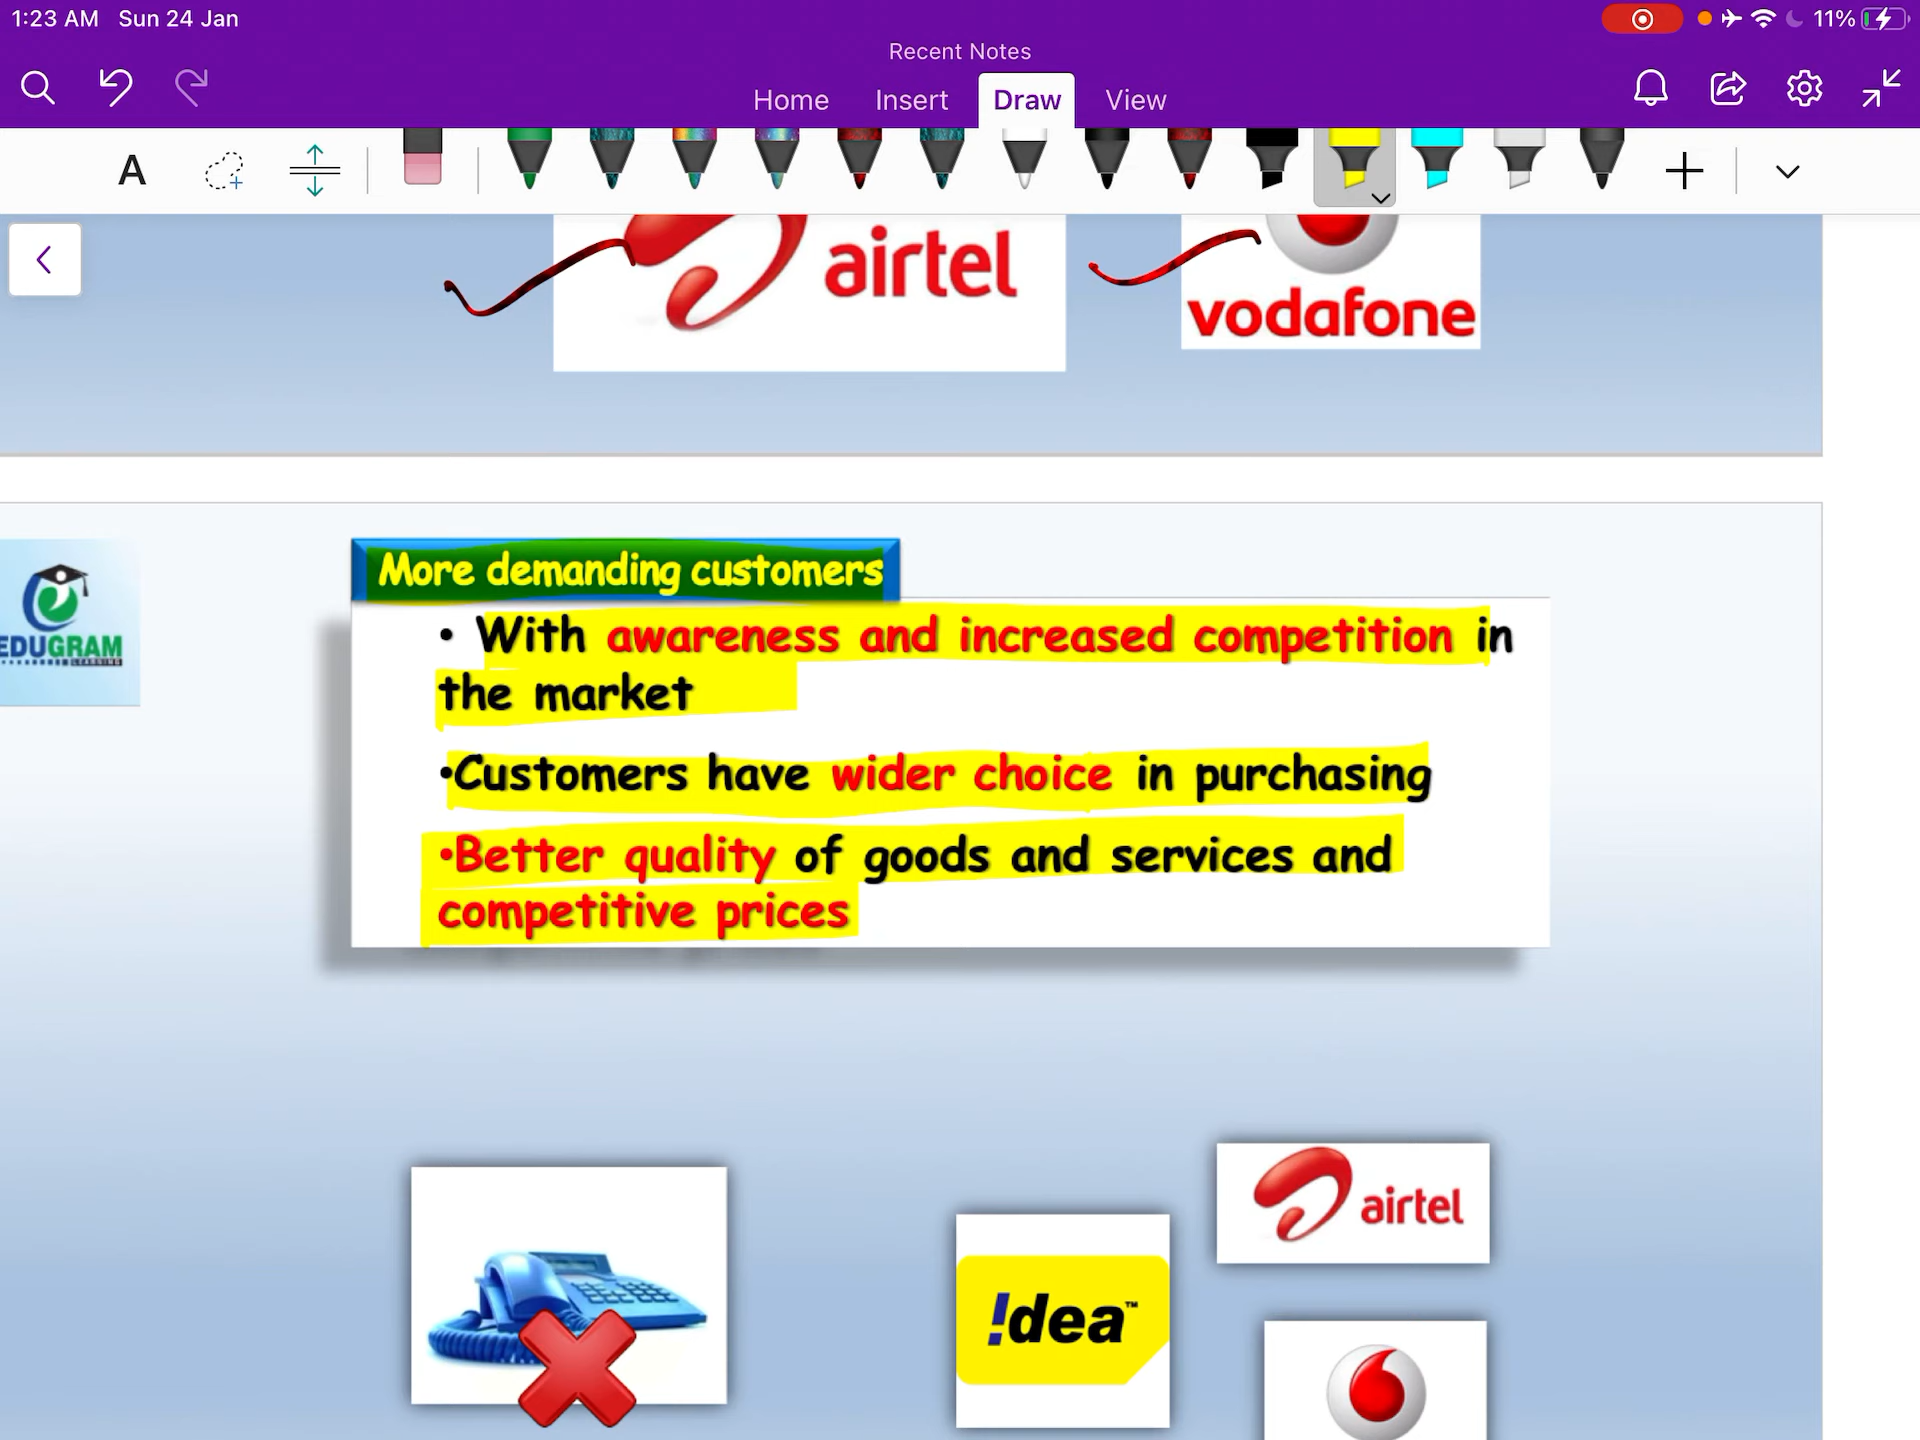 1:23 AM Sun 24 Jan
11%
Recent Notes
Home Insert Draw View
A
airtel
vodafone
EDUGRAM
LEARNING
More demanding customers
• With awareness and increased competition in
the market
•Customers have wider choice in purchasing
•Better quality of goods and services and
competitive prices
airtel
!dea™